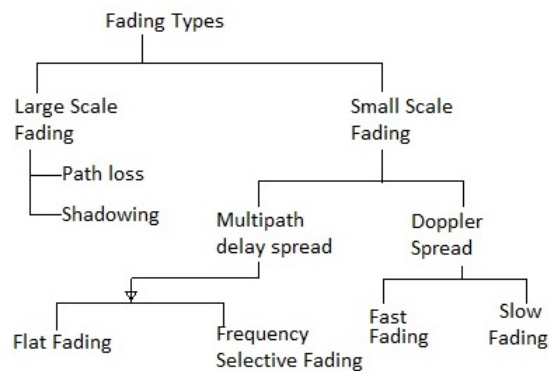 Fading Types
Large Scale
Fading
Path loss
Shadowing
Small Scale
Fading
Multipath
delay spread
Flat Fading
Frequency
Selective Fading
Doppler
Spread
Fast
Fading
Slow
Fading